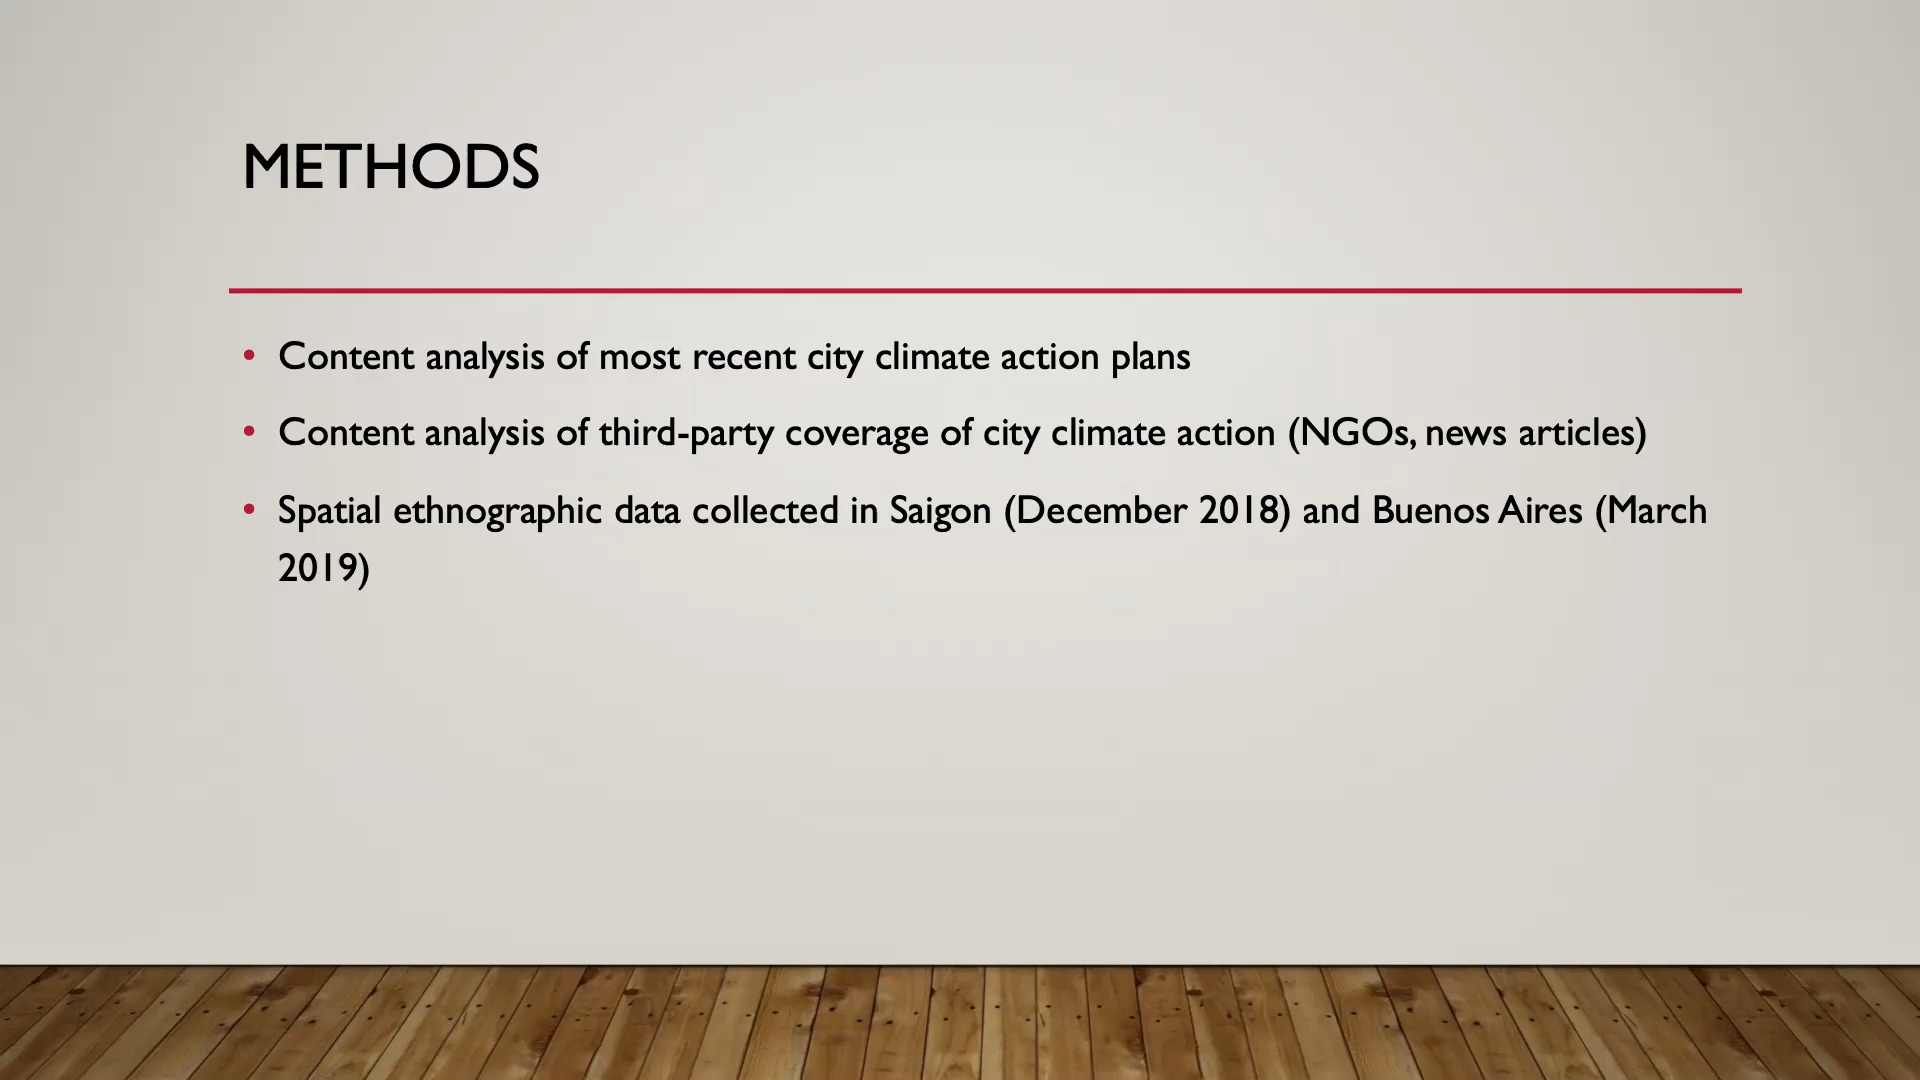 METHODS
• Content analysis of most recent city climate action plans
• Content analysis of third-party coverage of city climate action (NGOs, news articles)
• Spatial ethnographic data collected in Saigon (December 2018) and Buenos Aires (March
2019)